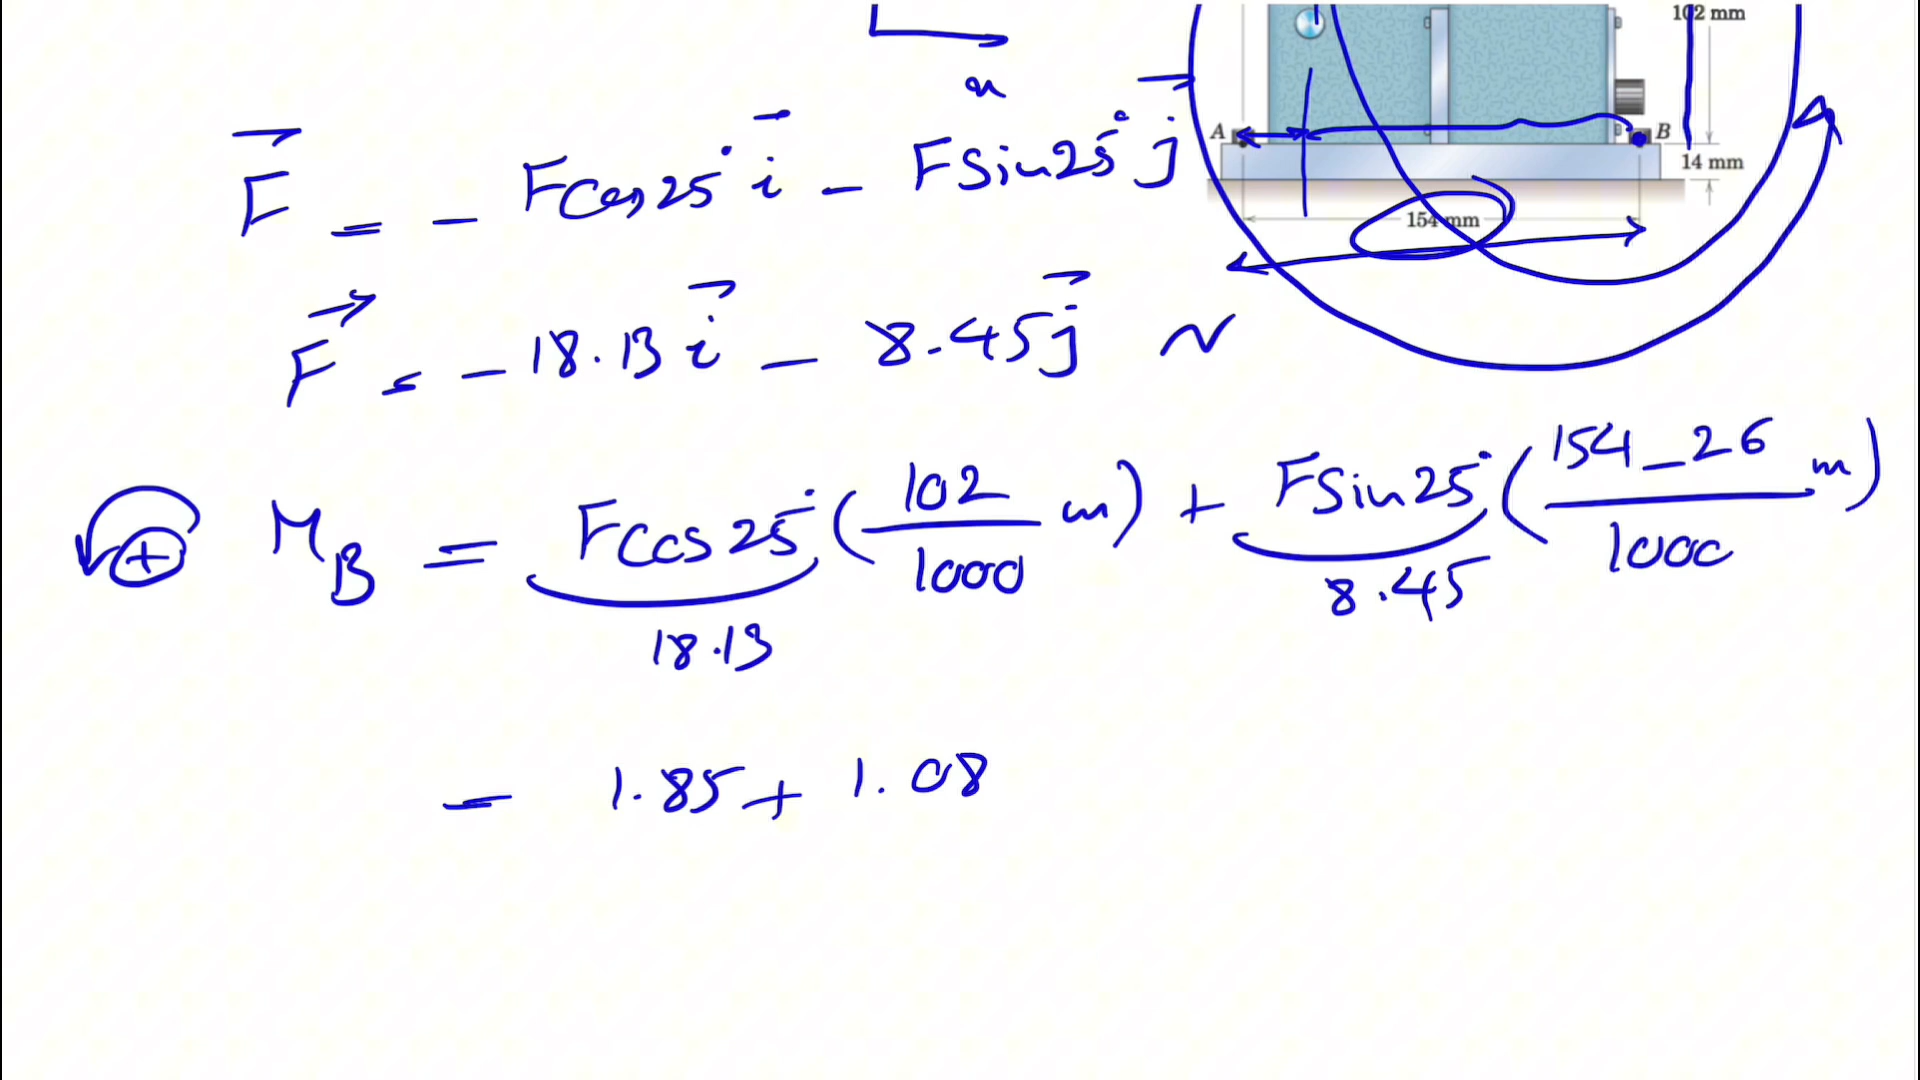 102 mm
x
A
B
14 mm
154 mm
F⃗ = - Fcos25° i⃗ - Fsin25° j⃗
F⃗ = - 18.13 i⃗ - 8.45 j⃗ N
+ M_B = Fcos25° (102/1000 m) + Fsin25° (154-26/1000 m)
18.13
8.45
= 1.85 + 1.08